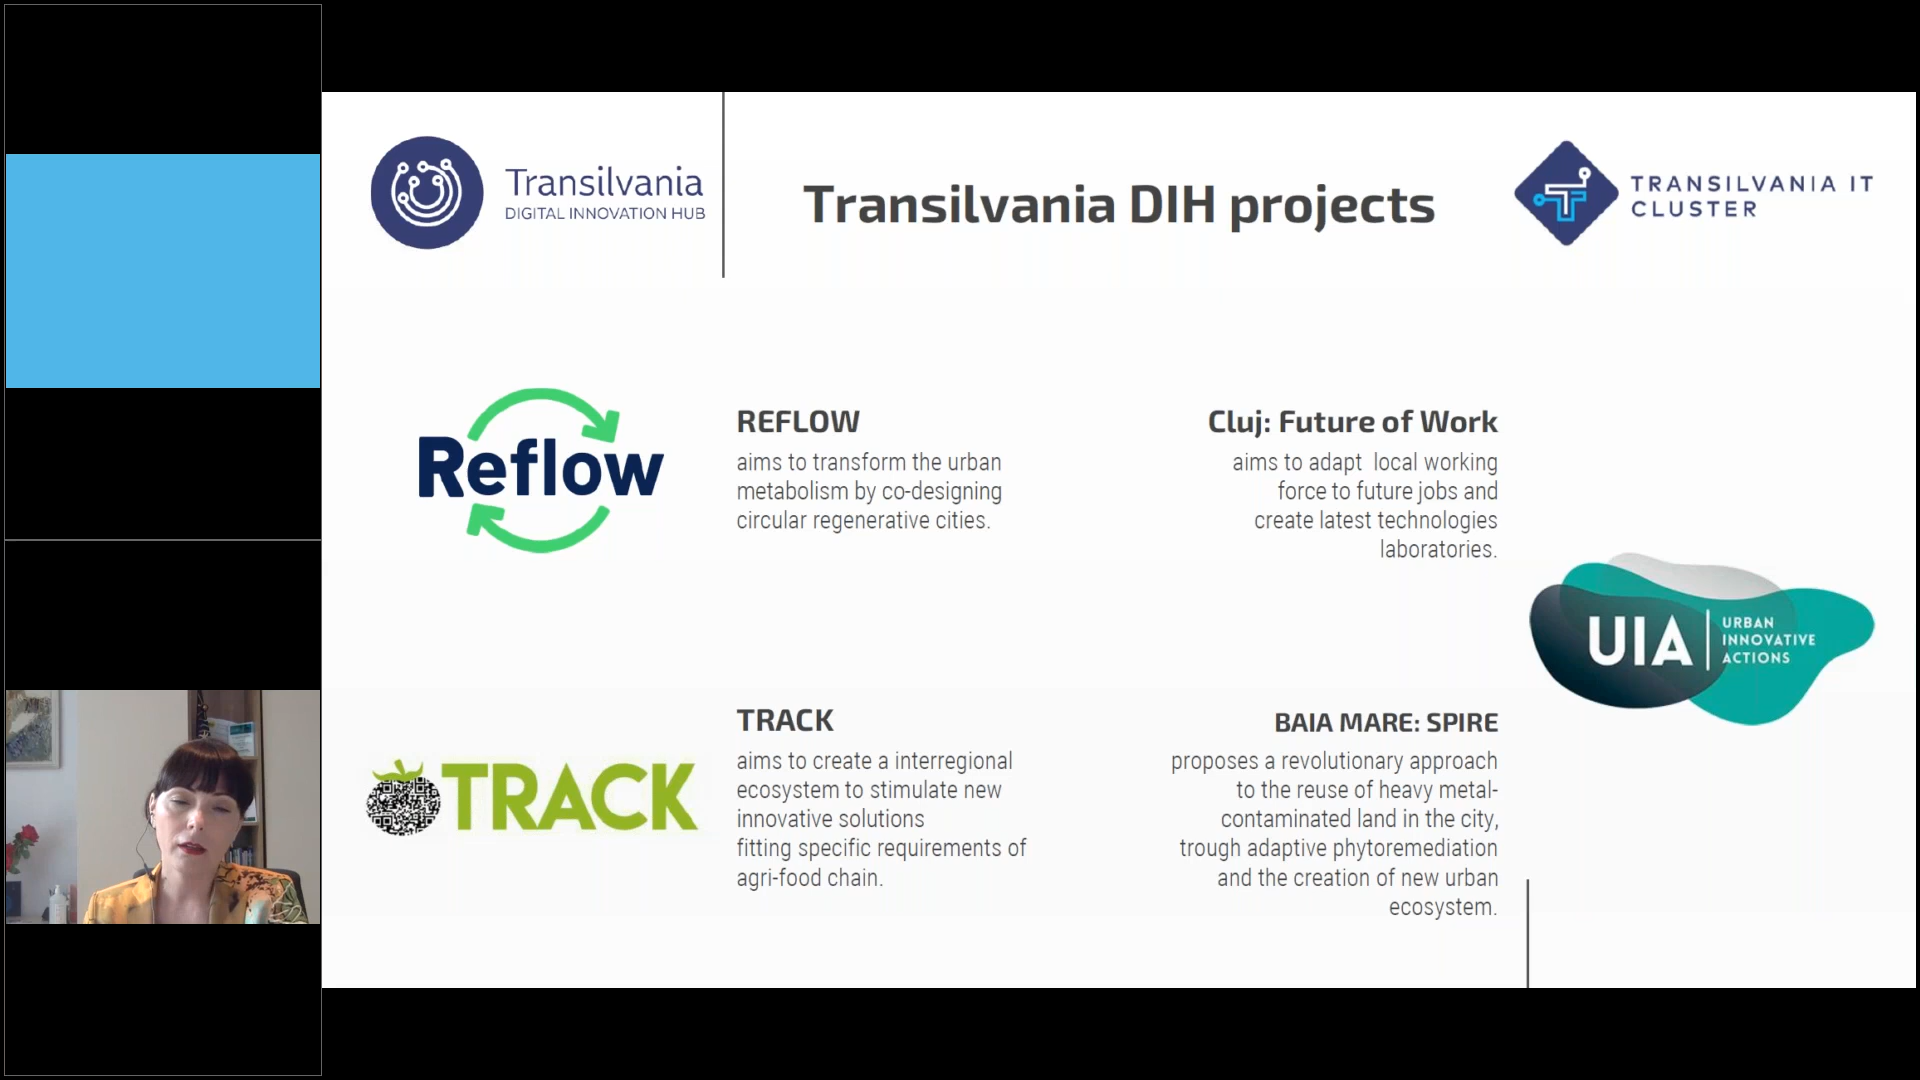 Transilvania
DIGITAL INNOVATION HUB
Transilvania DIH projects
TRANSILVANIA IT
CLUSTER
Reflow
REFLOW
aims to transform the urban
metabolism by co-designing
circular regenerative cities.
Cluj: Future of Work
aims to adapt  local working
force to future jobs and
create latest technologies
laboratories.
UIA
URBAN
INNOVATIVE
ACTIONS
TRACK
TRACK
aims to create a interregional
ecosystem to stimulate new
innovative solutions
fitting specific requirements of
agri-food chain.
BAIA MARE: SPIRE
proposes a revolutionary approach
to the reuse of heavy metal-
contaminated land in the city,
trough adaptive phytoremediation
and the creation of new urban
ecosystem.